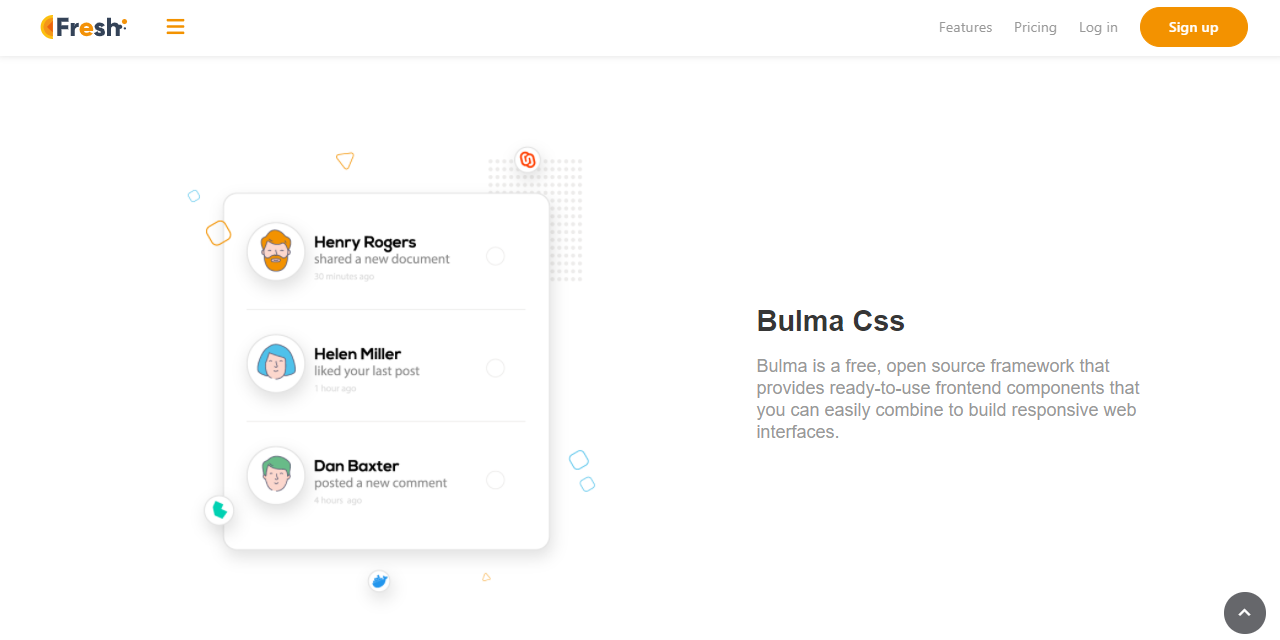 Fresh
Features
Pricing
Log in
Sign up
Henry Rogers
shared a new document
30 minutes ago
Helen Miller
liked your last post
1 hour ago
Dan Baxter
posted a new comment
4 hours ago
Bulma Css
Bulma is a free, open source framework that
provides ready-to-use frontend components that
you can easily combine to build responsive web
interfaces.